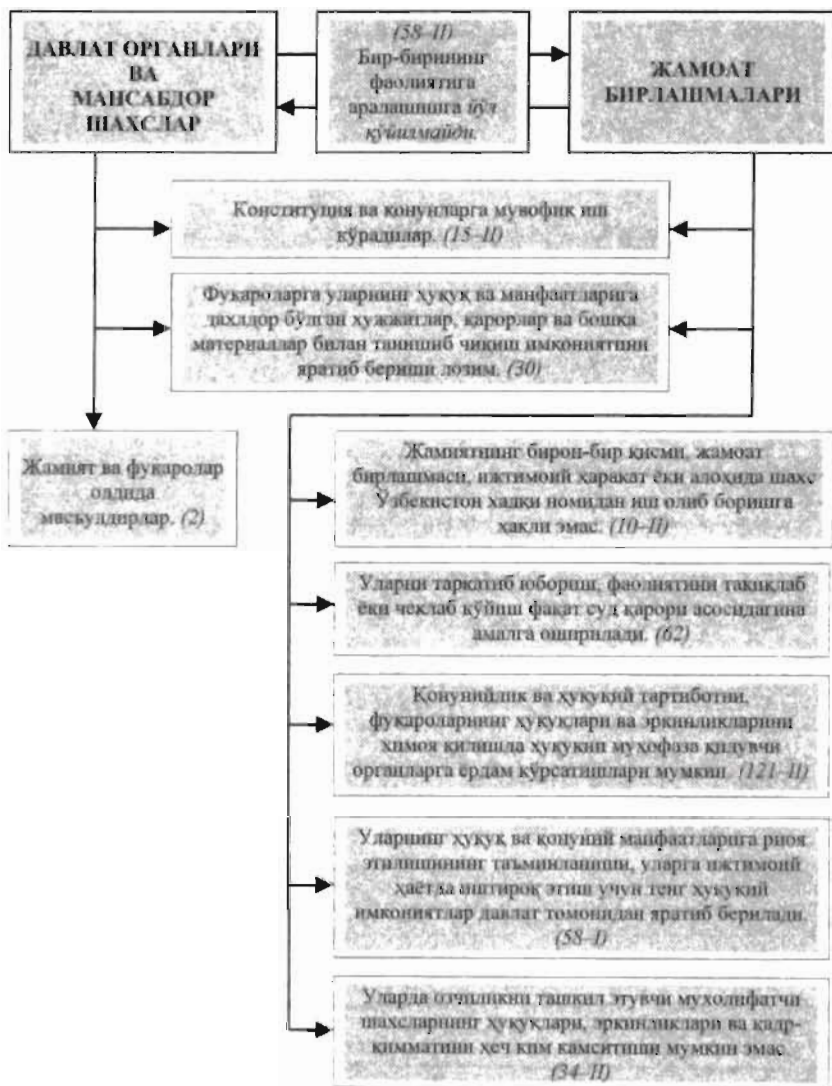 ДАВЛАТ ОРГАНЛАРИ
ВА
МАНСАБДОР
ШАХСЛАР
(58–II)
Бир-бирининг
фаолиятига
аралашишга йўл
қўйилмайди.
ЖАМОАТ
БИРЛАШМАЛАРИ
Конституция ва қонунларга мувофиқ иш
кўрадилар. (15–II)
Фуқароларга уларнинг ҳуқуқ ва манфаатларига
дахлдор бўлган ҳужжатлар, қарорлар ва бошқа
материаллар билан танишиб чиқиш имкониятини
яратиб бериши лозим. (30)
Жамият ва фуқаролар
олдида
масъулдирлар. (2)
Жамиятнинг бирон-бир қисми, жамоат
бирлашмаси, ижтимоий ҳаракат ёки алоҳида шахс
Ўзбекистон халқи номидан иш олиб боришга
ҳақли эмас. (10–II)
Уларни тарқатиб юбориш, фаолиятини тақиқлаб
ёки чеклаб қўйиш фақат суд қарори асосидагина
амалга оширилади. (62)
Қонунийлик ва ҳуқуқий тартиботни,
фуқароларнинг ҳуқуқлари ва эркинликларини
ҳимоя қилишда ҳуқуқни муҳофаза қилувчи
органларга ёрдам кўрсатишлари мумкин. (121–II)
Уларнинг ҳуқуқ ва қонуний манфаатларига риоя
этилишининг таъминланиши, уларга ижтимоий
ҳаётда иштирок этиш учун тенг ҳуқуқий
имкониятлар давлат томонидан яратиб берилади.
(58–I)
Уларда озчиликни ташкил этувчи мухолифатчи
шахсларнинг ҳуқуқлари, эркинликлари ва қадр-
қимматини ҳеч ким камситиши мумкин эмас.
(34–II)